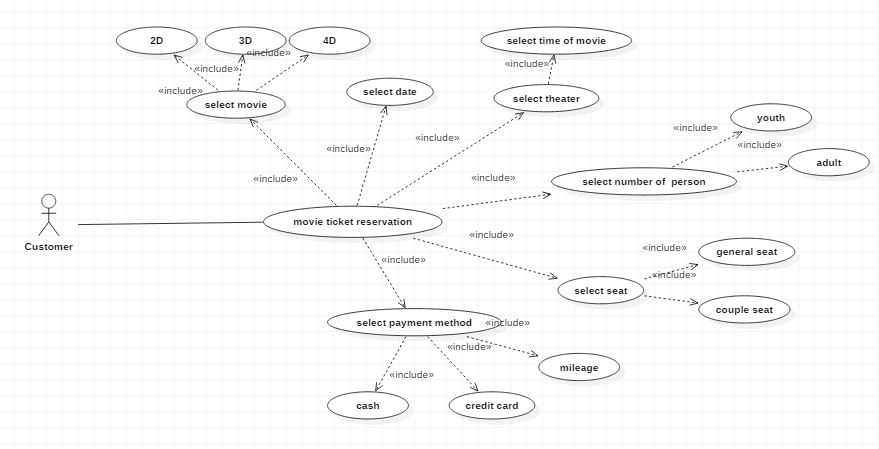 2D
3D
4D
select time of movie
«include»
«include»
«include»
«include»
select movie
select date
select theater
youth
«include»
«include»
«include»
«include»
adult
«include»
«include»
select number of  person
movie ticket reservation
Customer
«include»
«include»
general seat
«include»
«include»
select seat
couple seat
select payment method
«include»
«include»
mileage
«include»
cash
credit card